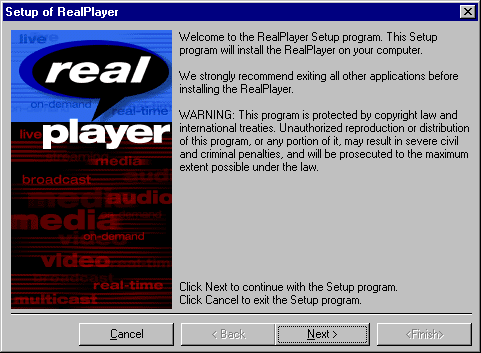 Setup of RealPlayer
live
real
on-demand
real-time
live
player
media
broadcast
audio
media
on-demand
video
real-time
broadcast
real-time
multicast
Welcome to the RealPlayer Setup program. This Setup
program will install the RealPlayer on your computer.
We strongly recommend exiting all other applications before
installing the RealPlayer.
WARNING: This program is protected by copyright law and
international treaties. Unauthorized reproduction or distribution
of this program, or any portion of it, may result in severe civil
and criminal penalties, and will be prosecuted to the maximum
extent possible under the law.
Click Next to continue with the Setup program.
Click Cancel to exit the Setup program.
Cancel
< Back
Next >
<Finish>